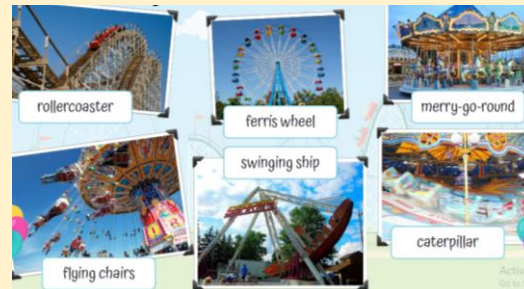 rollercoaster
ferris wheel
merry-go-round
swinging ship
flying chairs
caterpillar